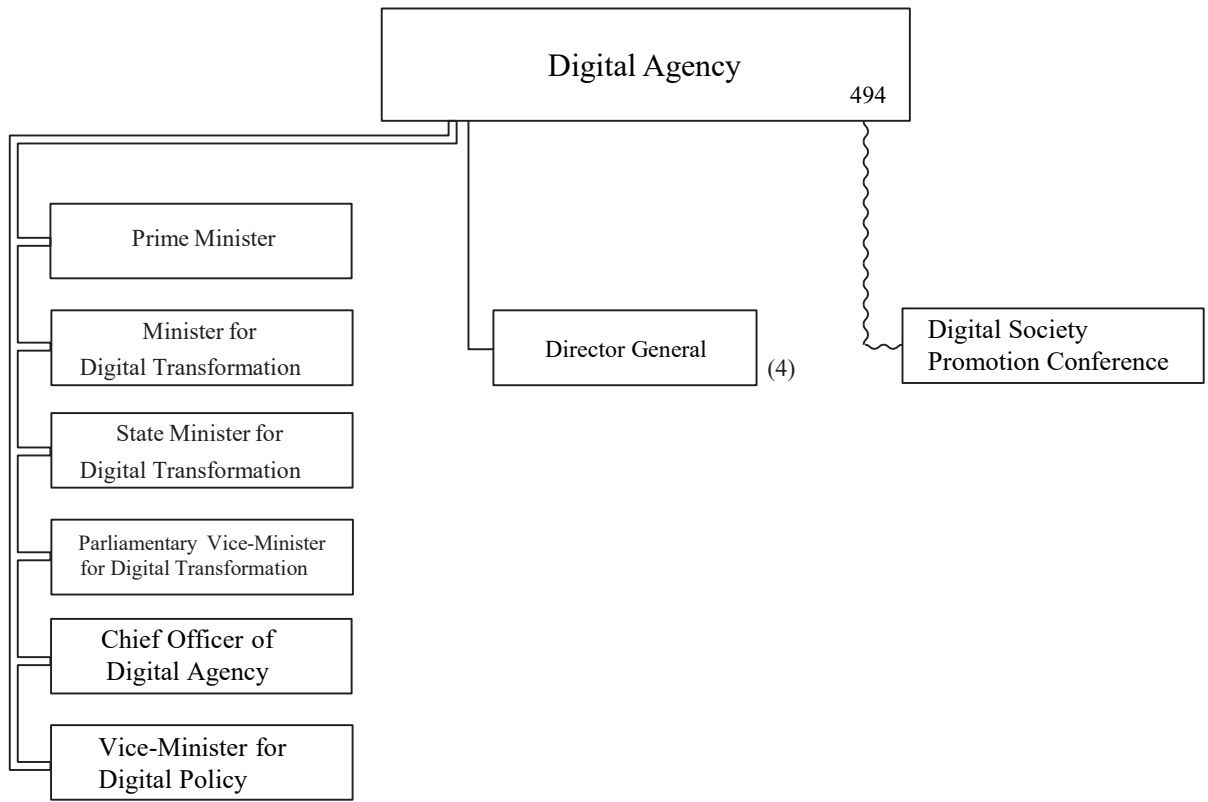 Digital Agency
494
Prime Minister
Minister for
Digital Transformation
State Minister for
Digital Transformation
Parliamentary Vice-Minister
for Digital Transformation
Chief Officer of
Digital Agency
Vice-Minister for
Digital Policy
Director General
(4)
Digital Society
Promotion Conference